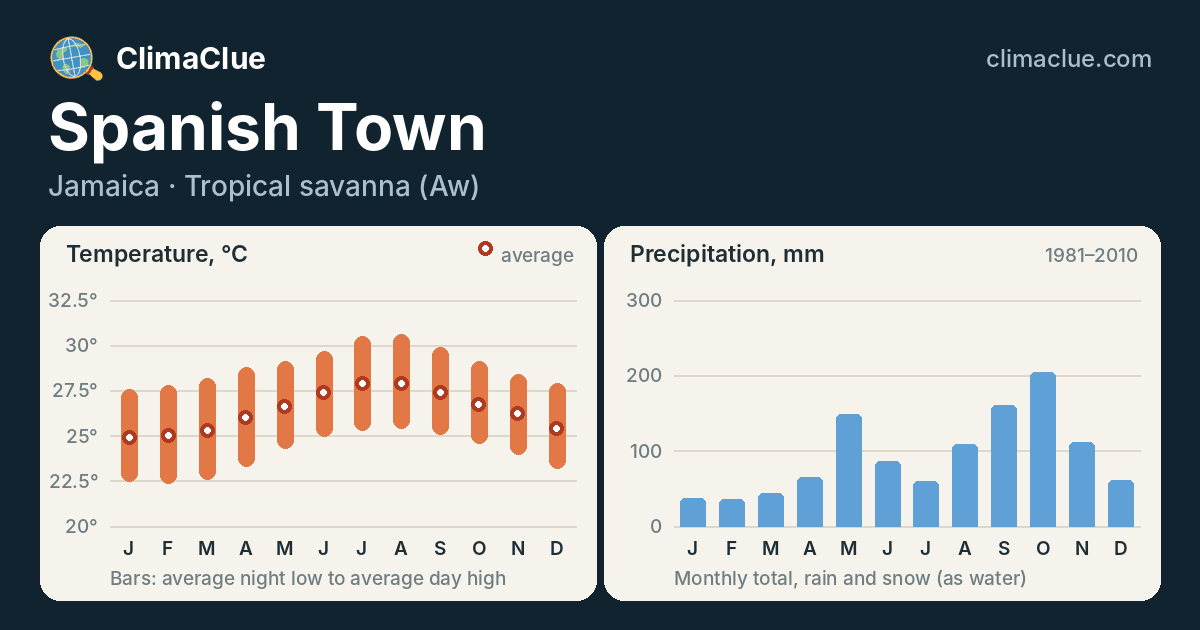 ClimaClue
climaclue.com
Spanish Town
Jamaica · Tropical savanna (Aw)
Temperature, °C
average
32.5°
30°
27.5°
25°
22.5°
20°
J F M A M J J A S O N D
Bars: average night low to average day high
Precipitation, mm
1981–2010
300
200
100
0
J F M A M J J A S O N D
Monthly total, rain and snow (as water)